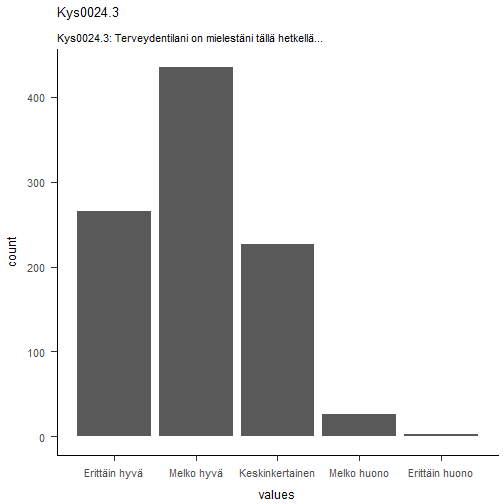 Kys0024.3
Kys0024.3: Terveydentilani on mielestäni tällä hetkellä...
400
300
200
100
0
count
Erittäin hyvä Melko hyvä Keskinkertainen Melko huono Erittäin huono
values